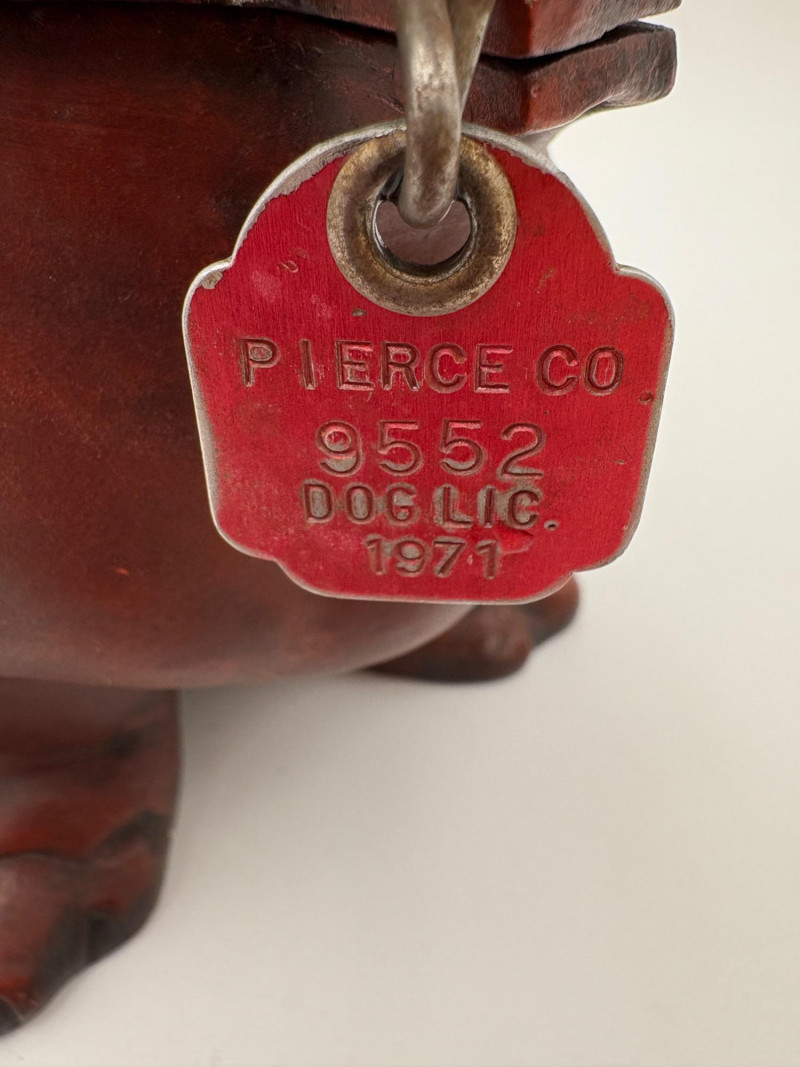 PIERCE CO
9552
DOG LIC.
1971